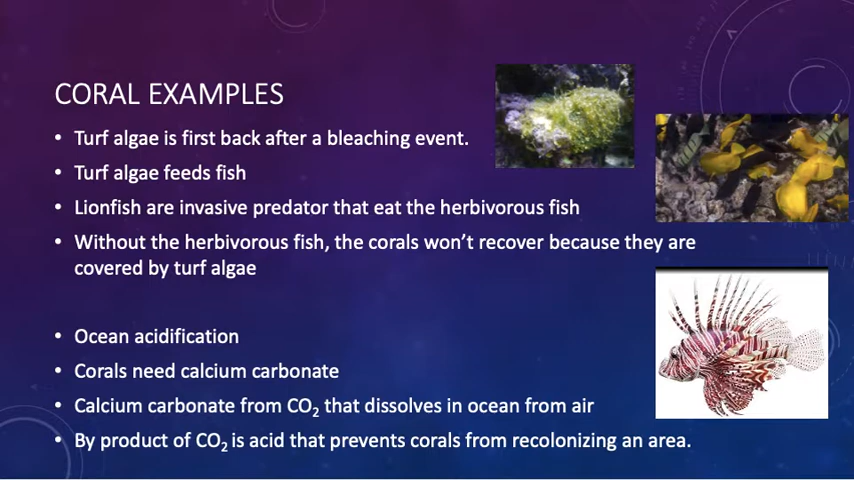 CORAL EXAMPLES
• Turf algae is first back after a bleaching event.
• Turf algae feeds fish
• Lionfish are invasive predator that eat the herbivorous fish
• Without the herbivorous fish, the corals won't recover because they are
covered by turf algae
• Ocean acidification
• Corals need calcium carbonate
• Calcium carbonate from CO₂ that dissolves in ocean from air
• By product of CO₂ is acid that prevents corals from recolonizing an area.